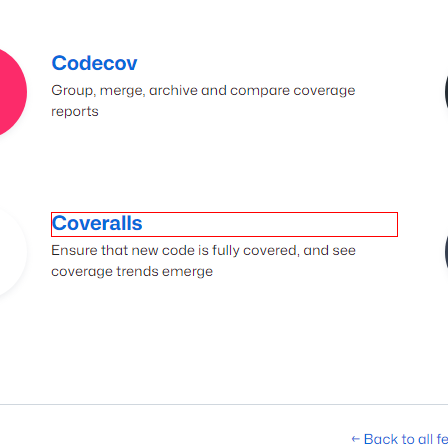 Codecov
Group, merge, archive and compare coverage
reports
Coveralls
Ensure that new code is fully covered, and see
coverage trends emerge
← Back to all